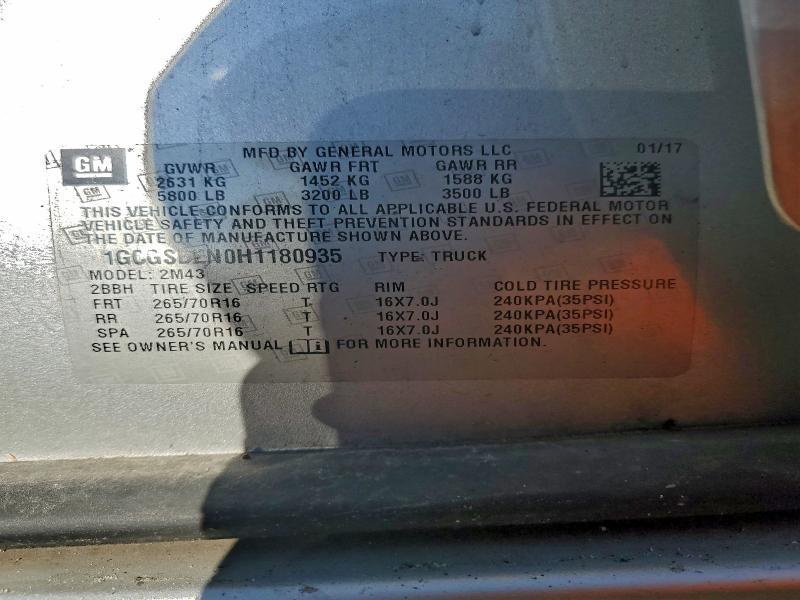 GM
MFD BY GENERAL MOTORS LLC 01/17
GVWR GAWR FRT GAWR RR
2631 KG 1452 KG 1588 KG
5800 LB 3200 LB 3500 LB
THIS VEHICLE CONFORMS TO ALL APPLICABLE U.S. FEDERAL MOTOR
VEHICLE SAFETY AND THEFT PREVENTION STANDARDS IN EFFECT ON
THE DATE OF MANUFACTURE SHOWN ABOVE.
1GCGSBEN0H1180935 TYPE: TRUCK
MODEL: 2M43
2BBH TIRE SIZE SPEED RTG RIM COLD TIRE PRESSURE
FRT 265/70R16 T 16X7.0J 240KPA(35PSI)
RR 265/70R16 T 16X7.0J 240KPA(35PSI)
SPA 265/70R16 T 16X7.0J 240KPA(35PSI)
SEE OWNER'S MANUAL FOR MORE INFORMATION.